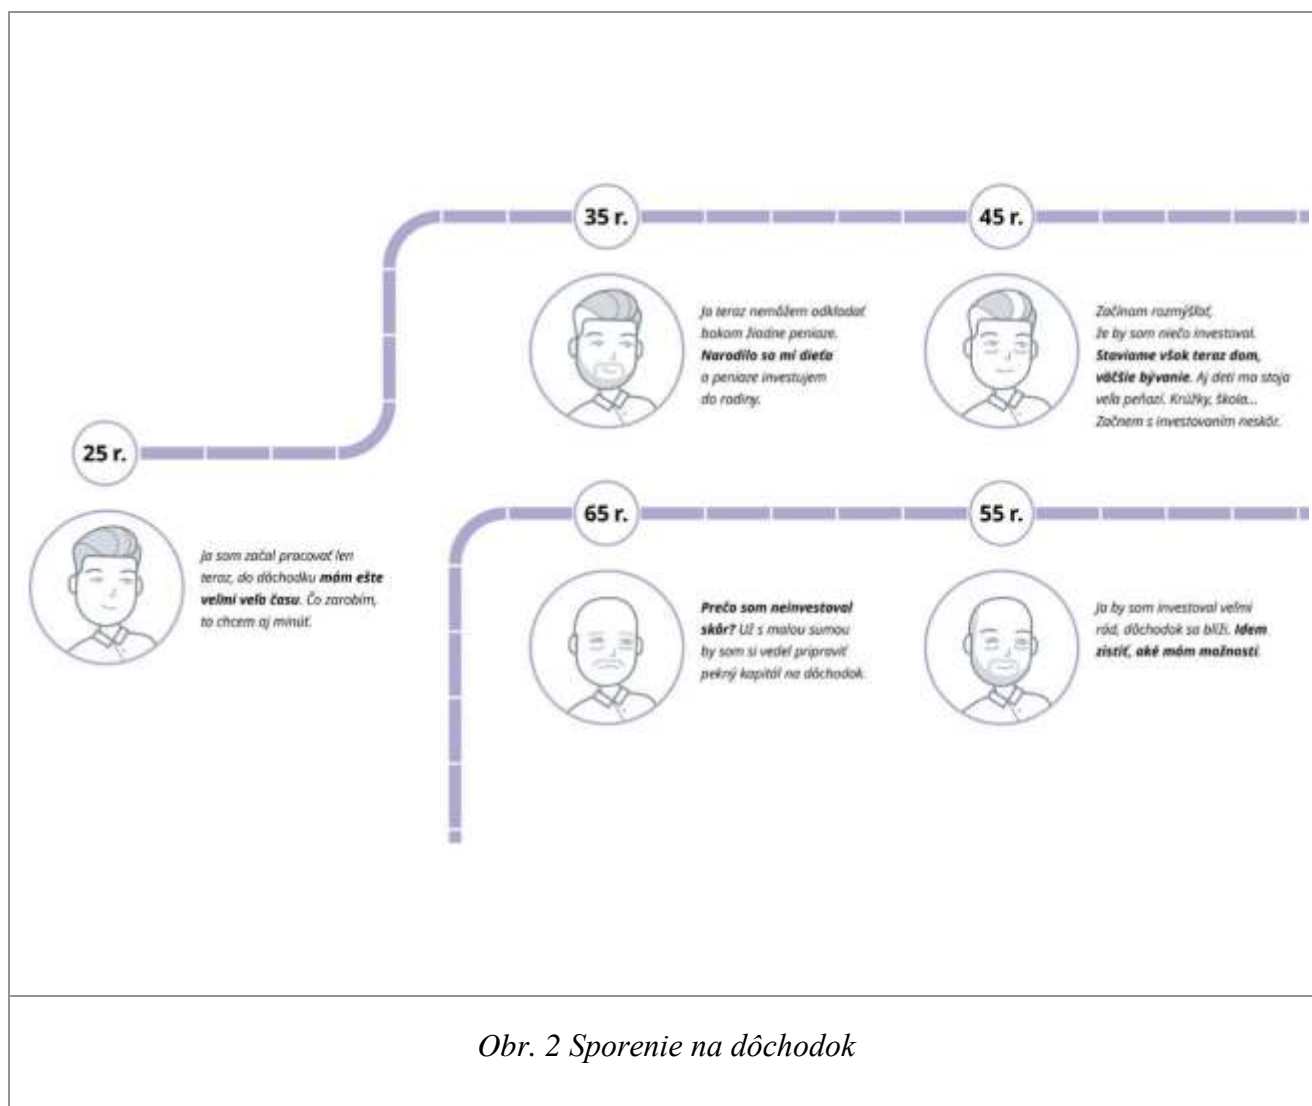 35 r.
45 r.
Ja teraz nemôžem odkladať
bokom žiadne peniaze.
Narodilo sa mi dieťa
a peniaze investujem
do rodiny.
Začínam rozmýšľať,
že by som niečo investoval.
Staviame však teraz dom,
väčšie bývanie. Aj deti ma stoja
veľa peňazí. Krúžky, škola...
Začnem s investovaním neskôr.
25 r.
Ja som začal pracovať len
teraz, do dôchodku mám ešte
veľmi veľa času. Čo zarobím,
to chcem aj minúť.
65 r.
55 r.
Prečo som neinvestoval
skôr? Už s malou sumou
by som si vedel pripraviť
pekný kapitál na dôchodok.
Ja by som investoval veľmi
rád, dôchodok sa blíži. Idem
zistiť, aké mám možnosti.
Obr. 2 Sporenie na dôchodok